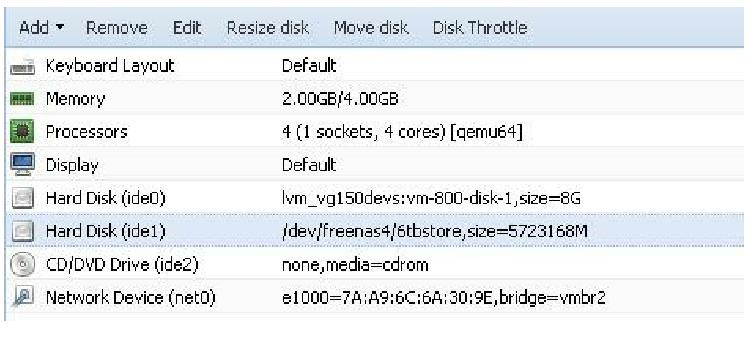 Add Remove Edit Resize disk Move disk Disk Throttle
Keyboard Layout Default
Memory 2.00GB/4.00GB
Processors 4 (1 sockets, 4 cores) [qemu64]
Display Default
Hard Disk (ide0) lvm_vg150devs:vm-800-disk-1,size=8G
Hard Disk (ide1) /dev/freenas4/6tbstore,size=5723168M
CD/DVD Drive (ide2) none,media=cdrom
Network Device (net0) e1000=7A:A9:6C:6A:30:9E,bridge=vmbr2